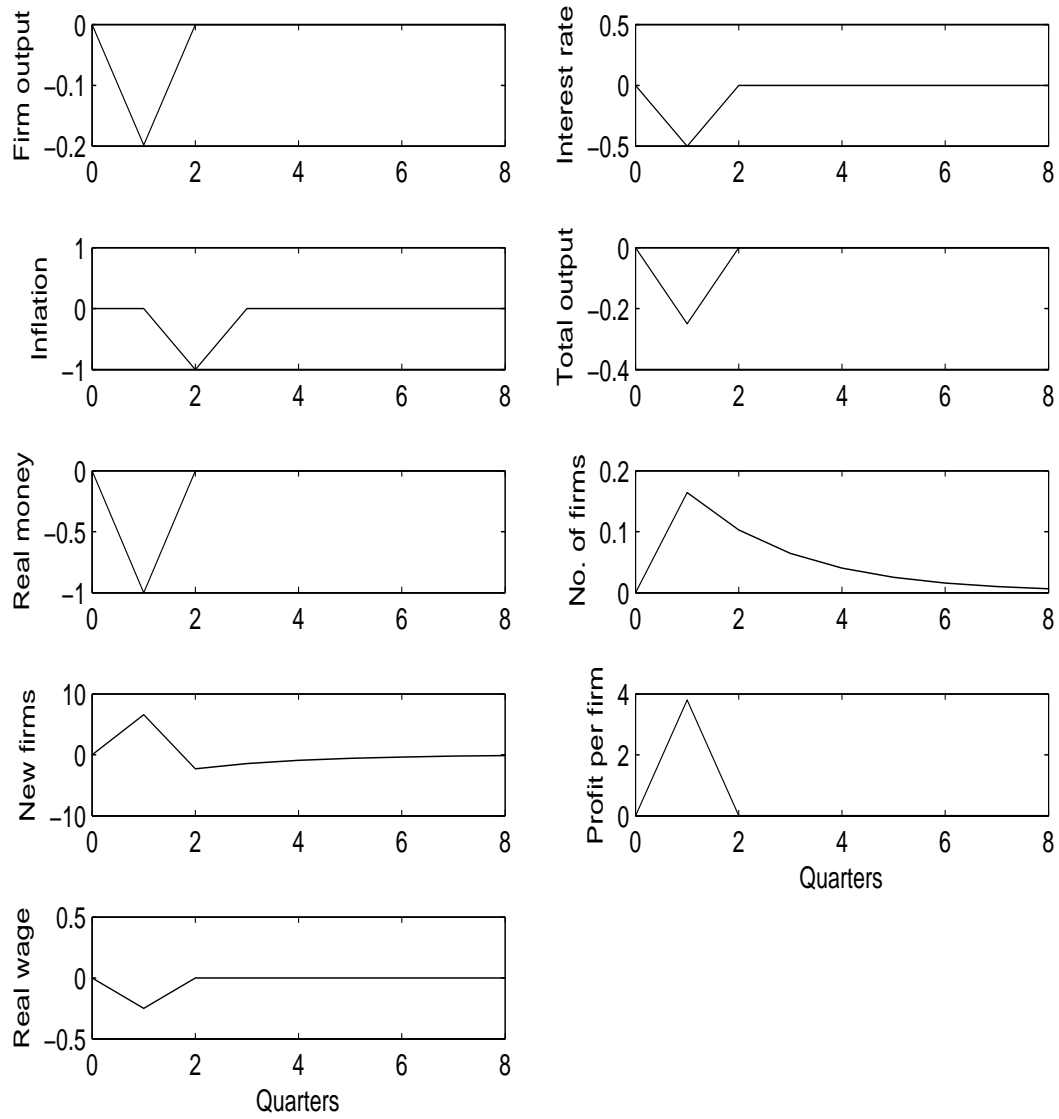 Firm output
0
−0.1
−0.2
0 2 4 6 8
Interest rate
0.5
0
−0.5
0 2 4 6 8
Inflation
1
0
−1
0 2 4 6 8
Total output
0
−0.2
−0.4
0 2 4 6 8
Real money
0
−0.5
−1
0 2 4 6 8
No. of firms
0.2
0.1
0
0 2 4 6 8
New firms
10
0
−10
0 2 4 6 8
Profit per firm
4
2
0
0 2 4 6 8
Quarters
Real wage
0.5
0
−0.5
0 2 4 6 8
Quarters